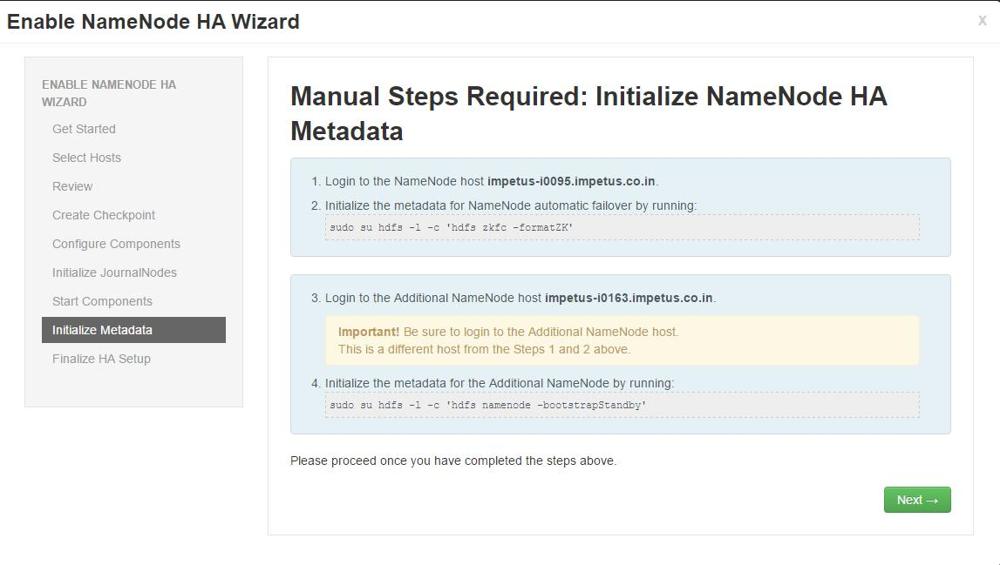 Enable NameNode HA Wizard
x
ENABLE NAMENODE HA
WIZARD
Get Started
Select Hosts
Review
Create Checkpoint
Configure Components
Initialize JournalNodes
Start Components
Initialize Metadata
Finalize HA Setup
Manual Steps Required: Initialize NameNode HA
Metadata
1. Login to the NameNode host impetus-i0095.impetus.co.in.
2. Initialize the metadata for NameNode automatic failover by running:
sudo su hdfs -l -c 'hdfs zkfc -formatZK'
3. Login to the Additional NameNode host impetus-i0163.impetus.co.in.
Important! Be sure to login to the Additional NameNode host.
This is a different host from the Steps 1 and 2 above.
4. Initialize the metadata for the Additional NameNode by running:
sudo su hdfs -l -c 'hdfs namenode -bootstrapStandby'
Please proceed once you have completed the steps above.
Next →